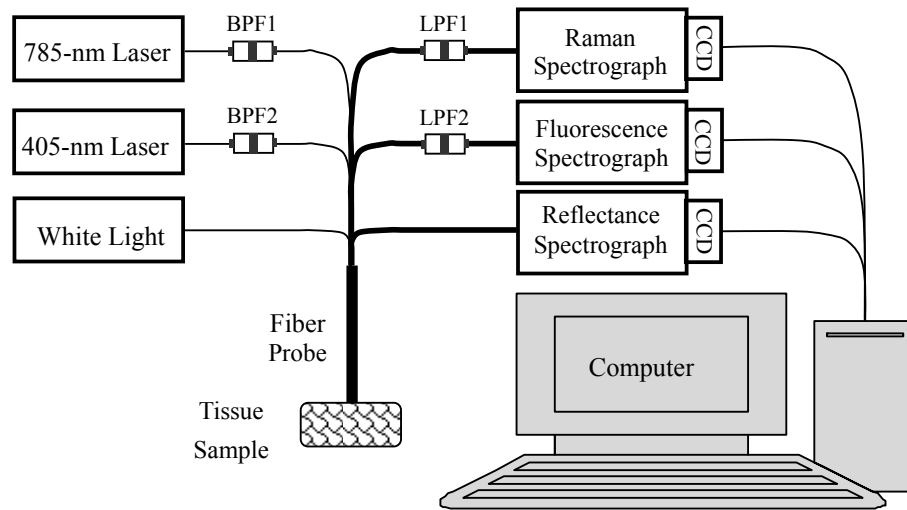 785-nm Laser
BPF1
LPF1
Raman
Spectrograph
CCD
405-nm Laser
BPF2
LPF2
Fluorescence
Spectrograph
CCD
White Light
Reflectance
Spectrograph
CCD
Fiber
Probe
Tissue
Sample
Computer